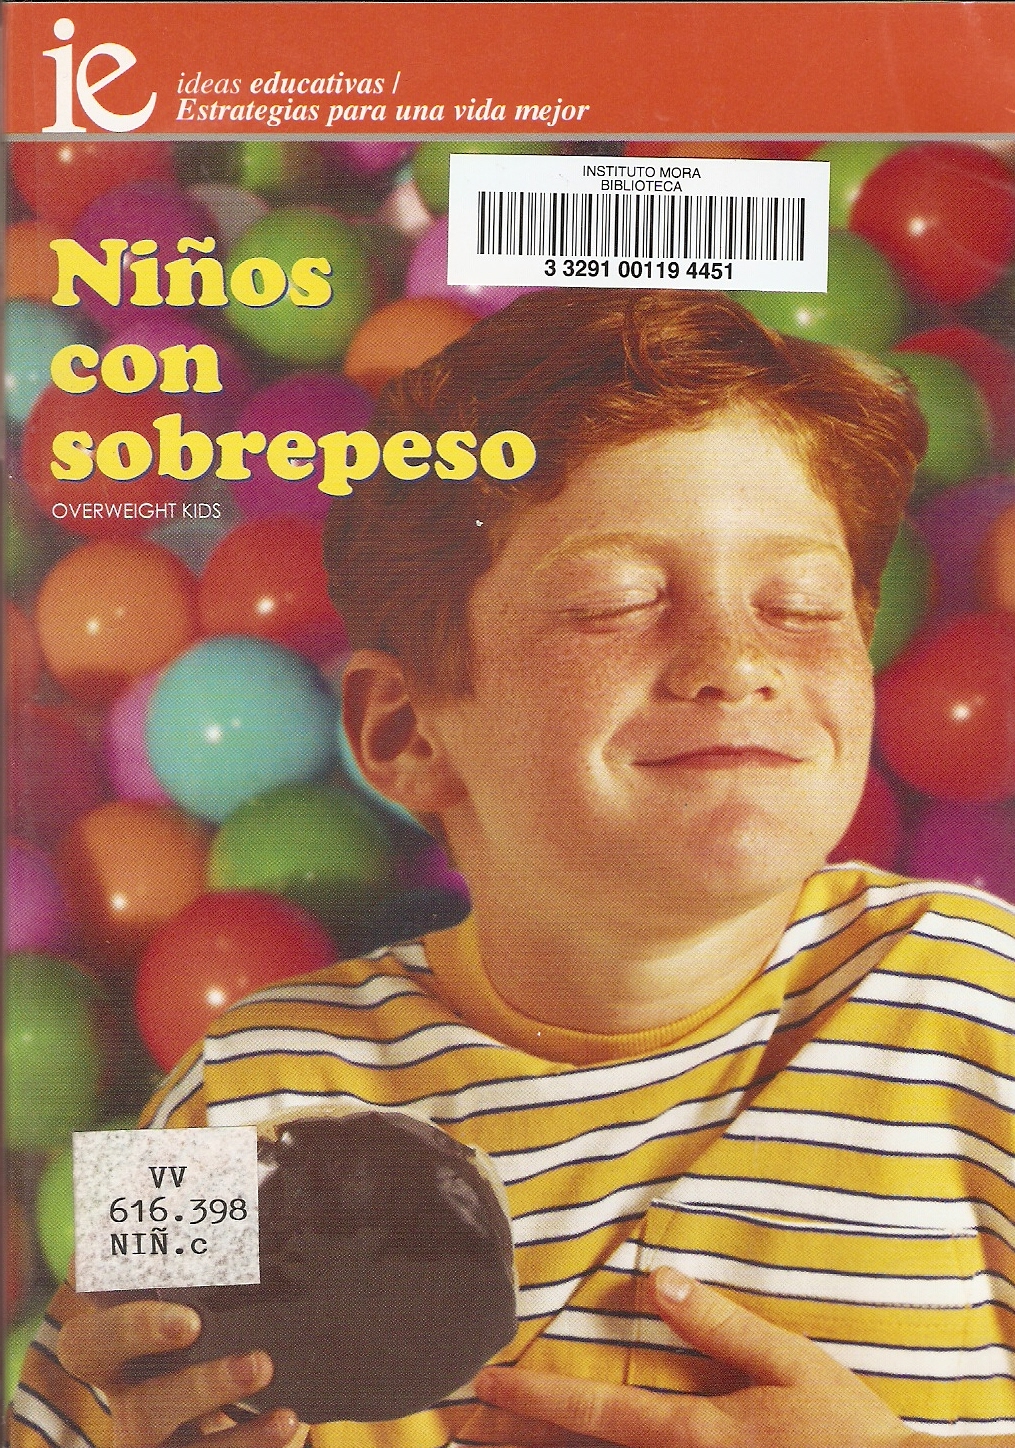 ie
ideas educativas /
Estrategias para una vida mejor
INSTITUTO MORA
BIBLIOTECA
3 3291 00119 4451
Niños
con
sobrepeso
OVERWEIGHT KIDS
VV
616.398
NIÑ.c